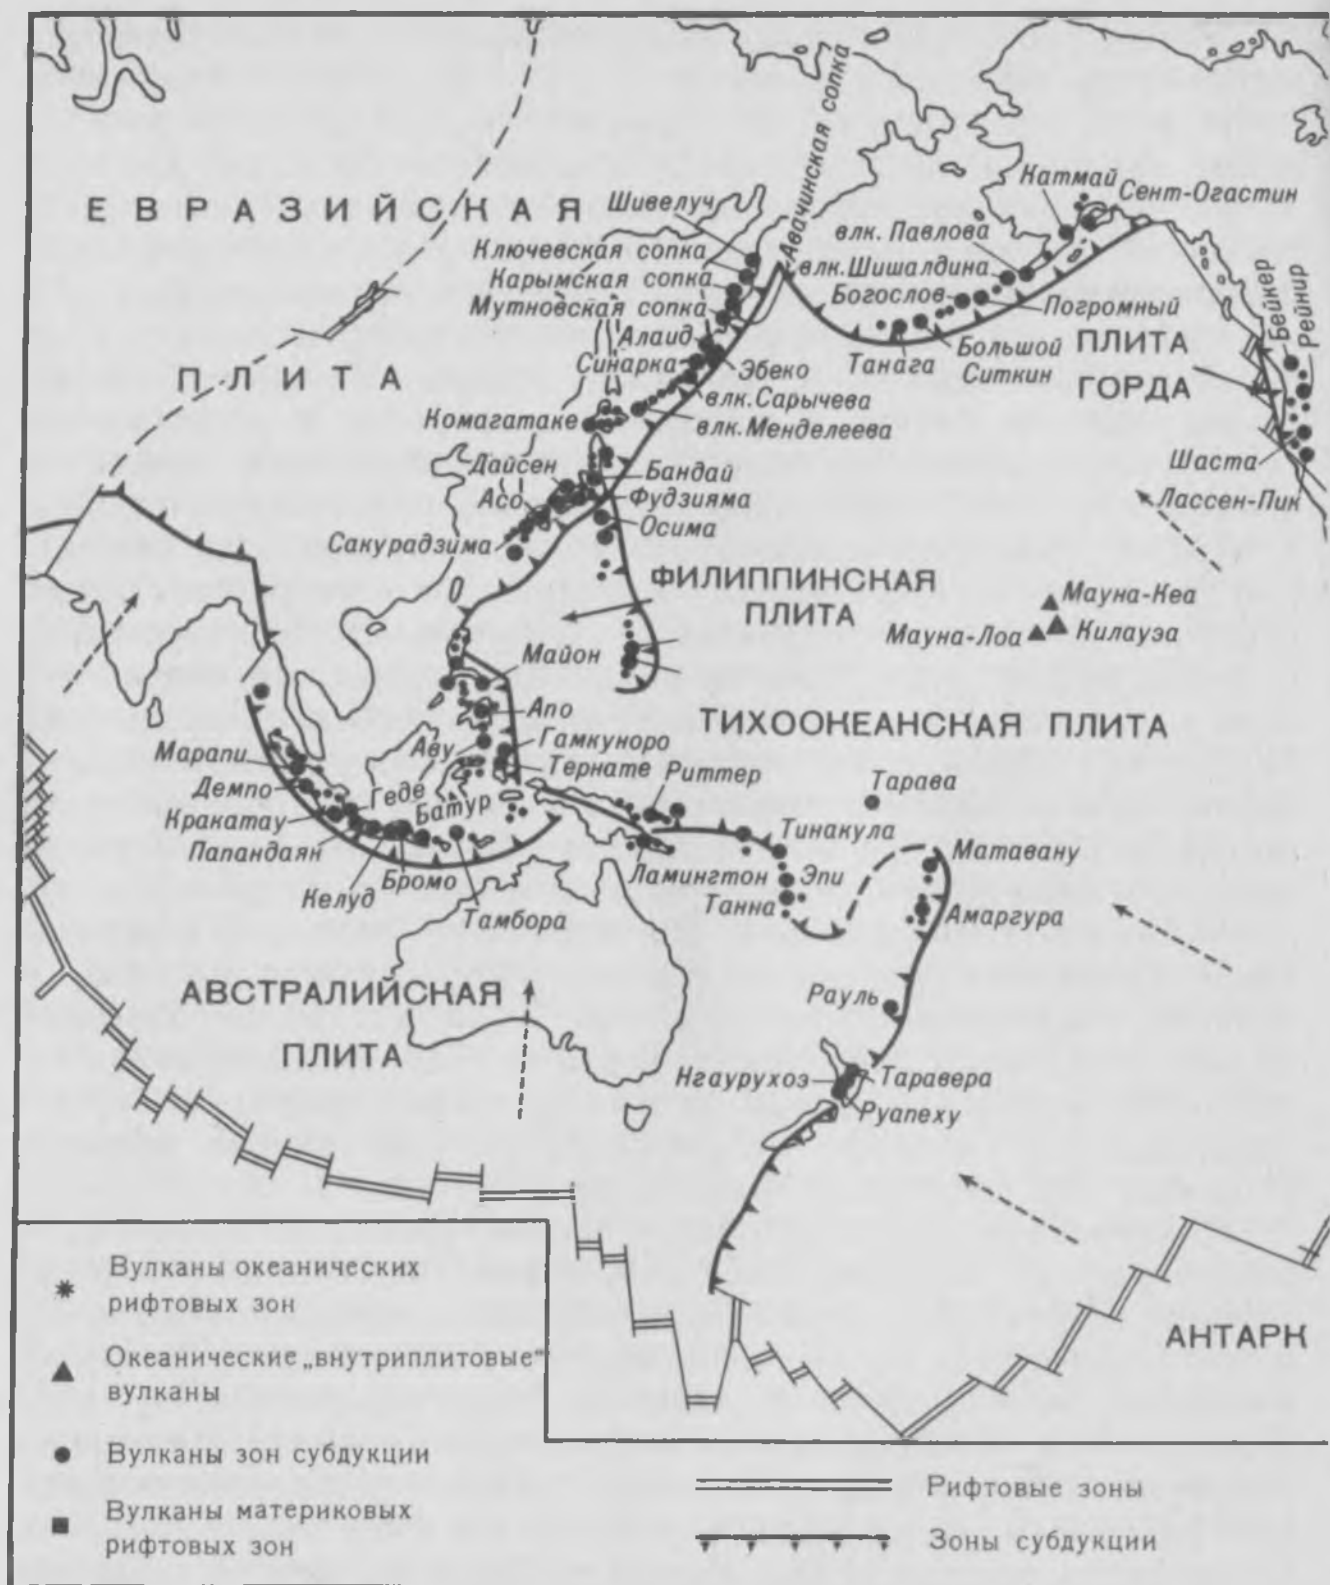 Авачинская сопка
Катмай
Сент-Огастин
ЕВРАЗИЙСКАЯ
ПЛИТА
Шивелуч
Ключевская сопка
Карымская сопка
Мутновская сопка
Алаид
Синарка
Эбеко
влк. Сарычева
влк. Менделеева
Комагатаке
влк. Павлова
влк. Шишалдина
Богослов
Погромный
Танага
Большой
Ситкин
ПЛИТА
ГОРДА
Бейкер
Рейнир
Шаста
Лассен-Пик
Дайсен
Асо
Бандай
Фудзияма
Осима
Сакурадзима
ФИЛИППИНСКАЯ
ПЛИТА
Мауна-Кеа
Мауна-Лоа
Килауэа
Майон
Апо
Аву
Гамкуноро
Тернате
ТИХООКЕАНСКАЯ ПЛИТА
Марапи
Демпо
Геде
Батур
Кракатау
Папандаян
Келуд
Бромо
Тамбора
Риттер
Тарава
Тинакула
Ламингтон
Эпи
Танна
Матавану
Амаргура
АВСТРАЛИЙСКАЯ
ПЛИТА
Рауль
Нгаурухоэ
Таравера
Руапеху
АНТАРК
Вулканы океанических
рифтовых зон
Океанические „внутриплитовые“
вулканы
Вулканы зон субдукции
Вулканы материковых
рифтовых зон
Рифтовые зоны
Зоны субдукции